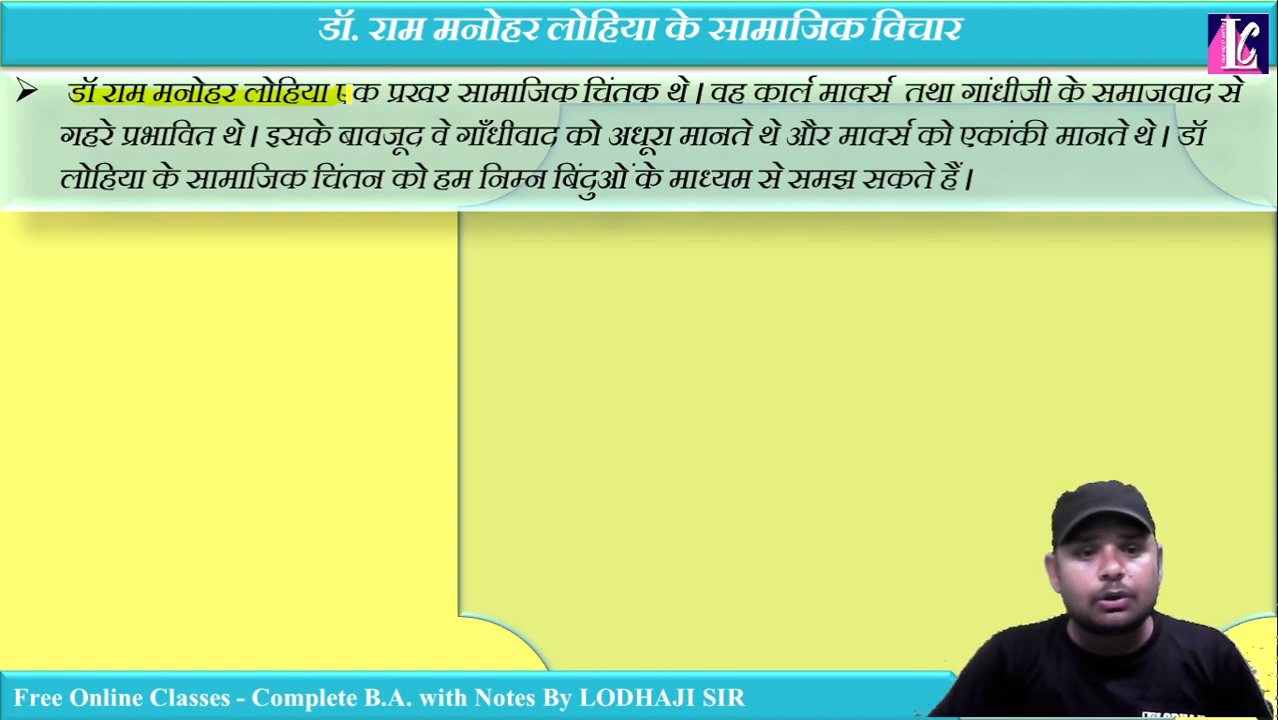 डॉ. राम मनोहर लोहिया के सामाजिक विचार
LC
डॉ राम मनोहर लोहिया एक प्रखर सामाजिक चिंतक थे । वह कार्ल मार्क्स तथा गांधीजी के समाजवाद से
गहरे प्रभावित थे । इसके बावजूद वे गाँधीवाद को अधूरा मानते थे और मार्क्स को एकांकी मानते थे । डॉ
लोहिया के सामाजिक चिंतन को हम निम्न बिंदुओं के माध्यम से समझ सकते हैं ।
Free Online Classes - Complete B.A. with Notes By LODHAJI SIR